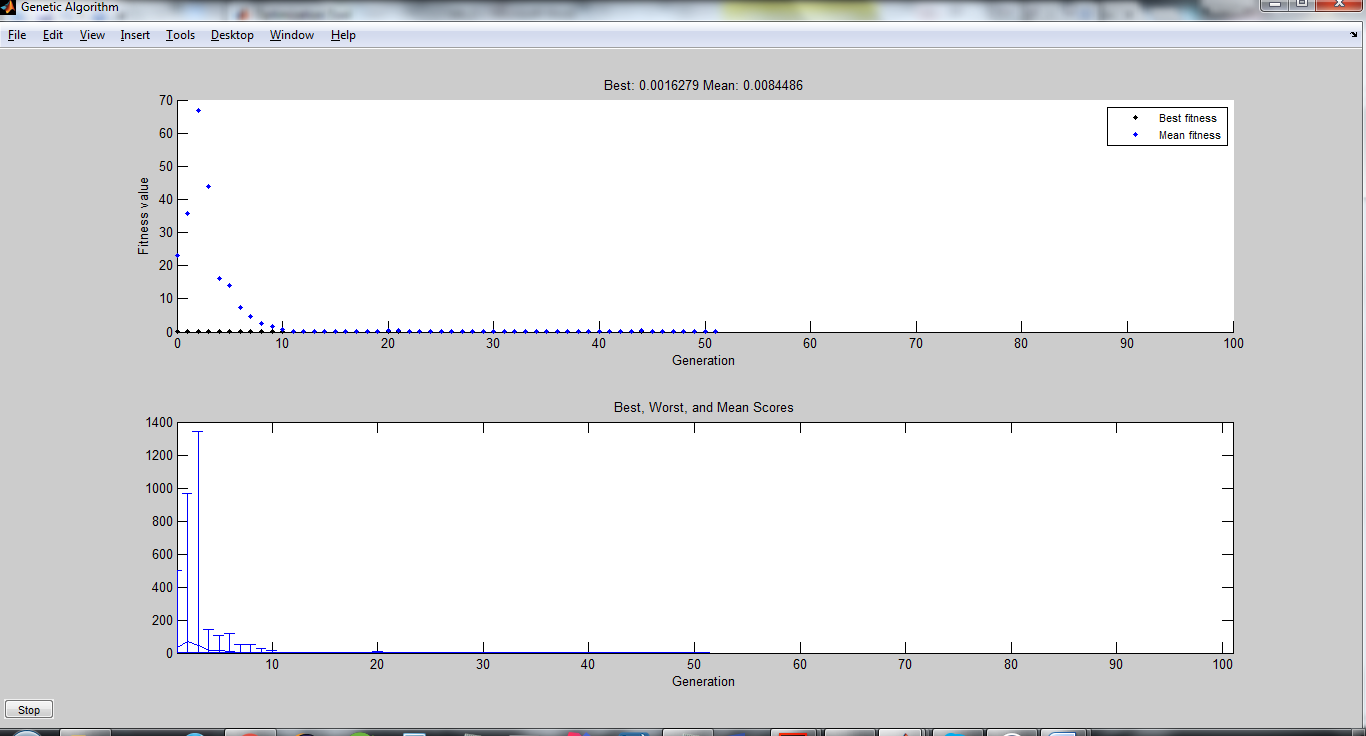 Genetic Algorithm
File Edit View Insert Tools Desktop Window Help
Best: 0.0016279 Mean: 0.0084486
70
60
50
40
30
20
10
0
Fitness value
Best fitness
Mean fitness
0 10 20 30 40 50 60 70 80 90 100
Generation
Best, Worst, and Mean Scores
1400
1200
1000
800
600
400
200
0
10 20 30 40 50 60 70 80 90 100
Generation
Stop